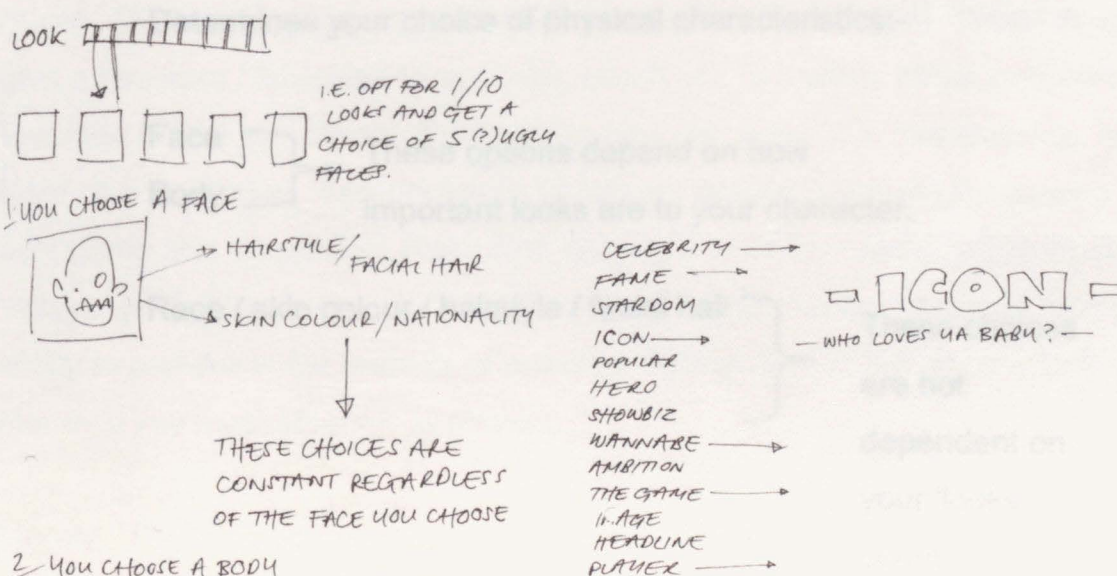 LOOK
I.E. OPT FOR 1/10
LOOKS AND GET A
CHOICE OF 5(?) UGLY
FACES.
1/ YOU CHOOSE A FACE
HAIRSTYLE/
FACIAL HAIR
SKIN COLOUR/NATIONALITY
THESE CHOICES ARE
CONSTANT REGARDLESS
OF THE FACE YOU CHOOSE
2/ YOU CHOOSE A BODY
CELEBRITY
FAME
STARDOM
ICON
POPULAR
HERO
SHOWBIZ
WANNABE
AMBITION
THE GAME
IMAGE
HEADLINE
PLAYER
ICON
WHO LOVES YA BABY?
your choice of physical characteristics:
Face
Body
These options depend on how
important looks are to your character.
are not
dependent on